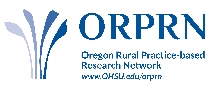 ORPRN
Oregon Rural Practice-based
Research Network
www.OHSU.edu/orprn